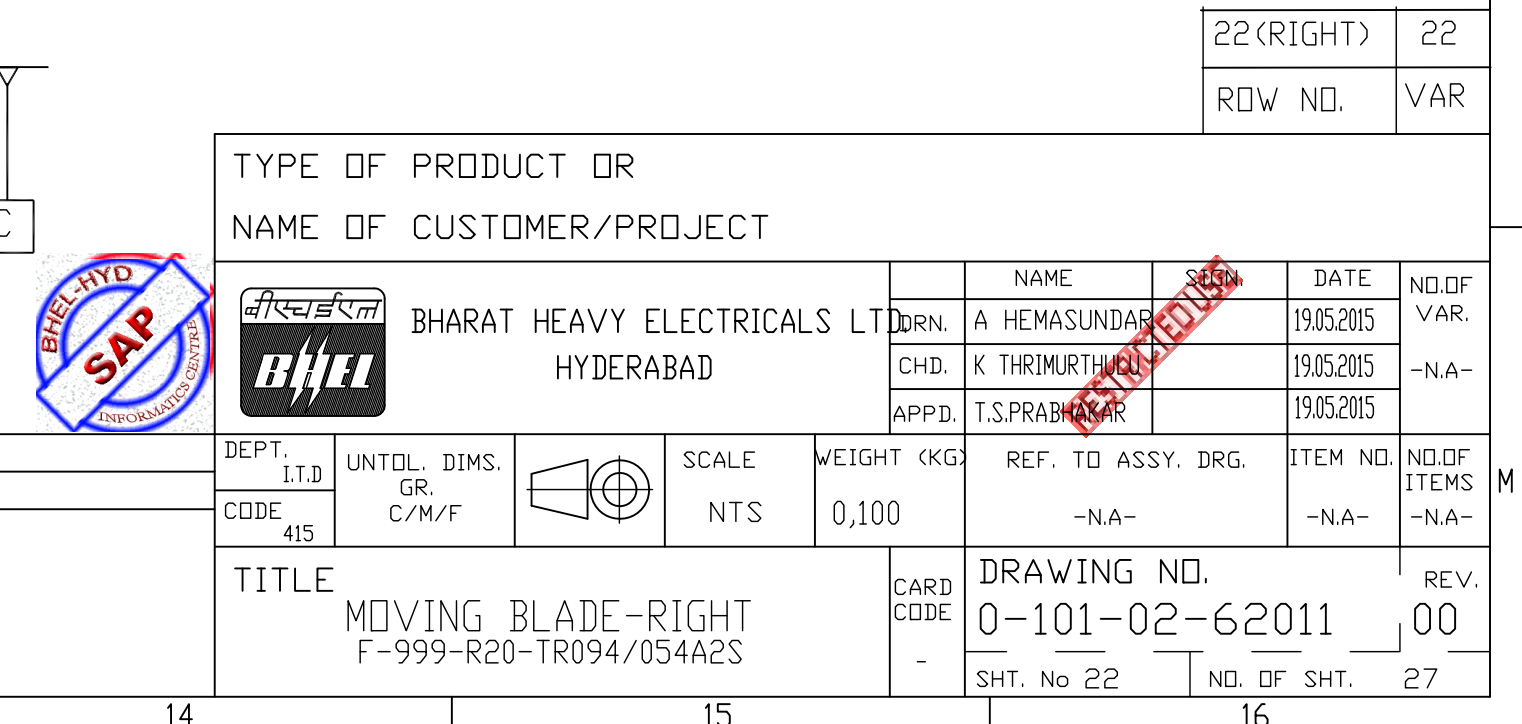 22(RIGHT) 22
ROW NO. VAR
TYPE OF PRODUCT OR
NAME OF CUSTOMER/PROJECT
C
BHEL-HYD
SAP
INFORMATICS CENTRE
बीएचईएल
BHEL
BHARAT HEAVY ELECTRICALS LTD.
HYDERABAD
NAME SIGN. DATE
NO.OF
VAR.
-N.A-
DRN. A HEMASUNDAR 19.05.2015
CHD. K THRIMURTHULU 19.05.2015
APPD. T.S.PRABHAKAR 19.05.2015
RESTRICTED USE
DEPT.
I.T.D
CODE
415
UNTOL. DIMS.
GR.
C/M/F
SCALE
NTS
WEIGHT (KG)
0,100
REF. TO ASSY. DRG.
-N.A-
ITEM NO.
-N.A-
NO.OF
ITEMS
-N.A-
M
TITLE
MOVING BLADE-RIGHT
F-999-R20-TR094/054A2S
CARD
CODE
-
DRAWING NO.
0-101-02-62011
REV.
00
SHT. No 22
NO. OF SHT. 27
14 15 16